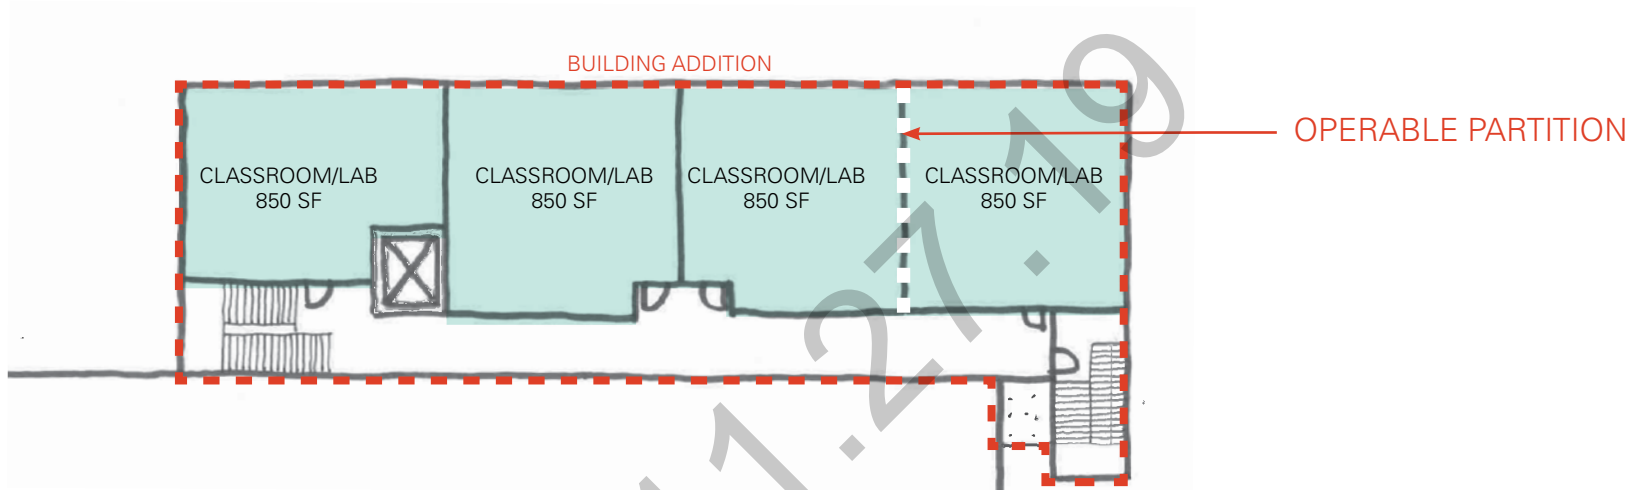 BUILDING ADDITION
OPERABLE PARTITION
CLASSROOM/LAB
850 SF
CLASSROOM/LAB
850 SF
CLASSROOM/LAB
850 SF
CLASSROOM/LAB
850 SF
1.27.19